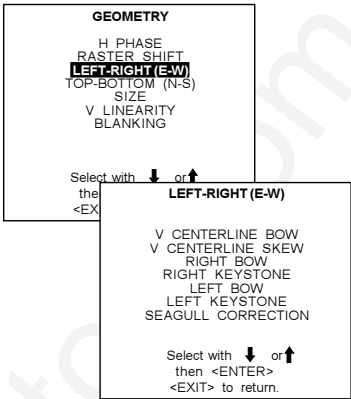 GEOMETRY
H PHASE
RASTER SHIFT
LEFT-RIGHT (E-W)
TOP-BOTTOM (N-S)
SIZE
V LINEARITY
BLANKING
Select with ⬇ or ⬆
the
<EX
LEFT-RIGHT (E-W)
V CENTERLINE BOW
V CENTERLINE SKEW
RIGHT BOW
RIGHT KEYSTONE
LEFT BOW
LEFT KEYSTONE
SEAGULL CORRECTION
Select with ⬇ or ⬆
then <ENTER>
<EXIT> to return.